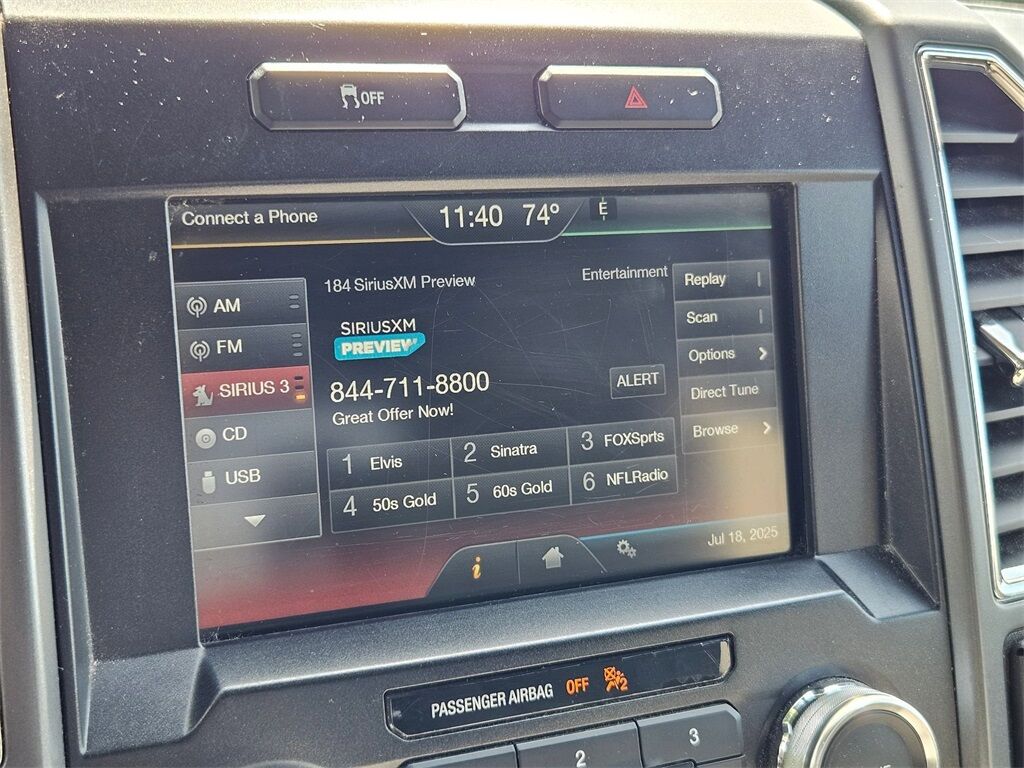 OFF
Connect a Phone
11:40 74° E
184 SiriusXM Preview
Entertainment
AM
FM
SIRIUS 3
CD
USB
SIRIUSXM
PREVIEW
844-711-8800
Great Offer Now!
ALERT
Replay
Scan
Options
Direct Tune
Browse
1 Elvis
2 Sinatra
3 FOXSprts
4 50s Gold
5 60s Gold
6 NFLRadio
i
Jul 18, 2025
PASSENGER AIRBAG OFF 2
2
3